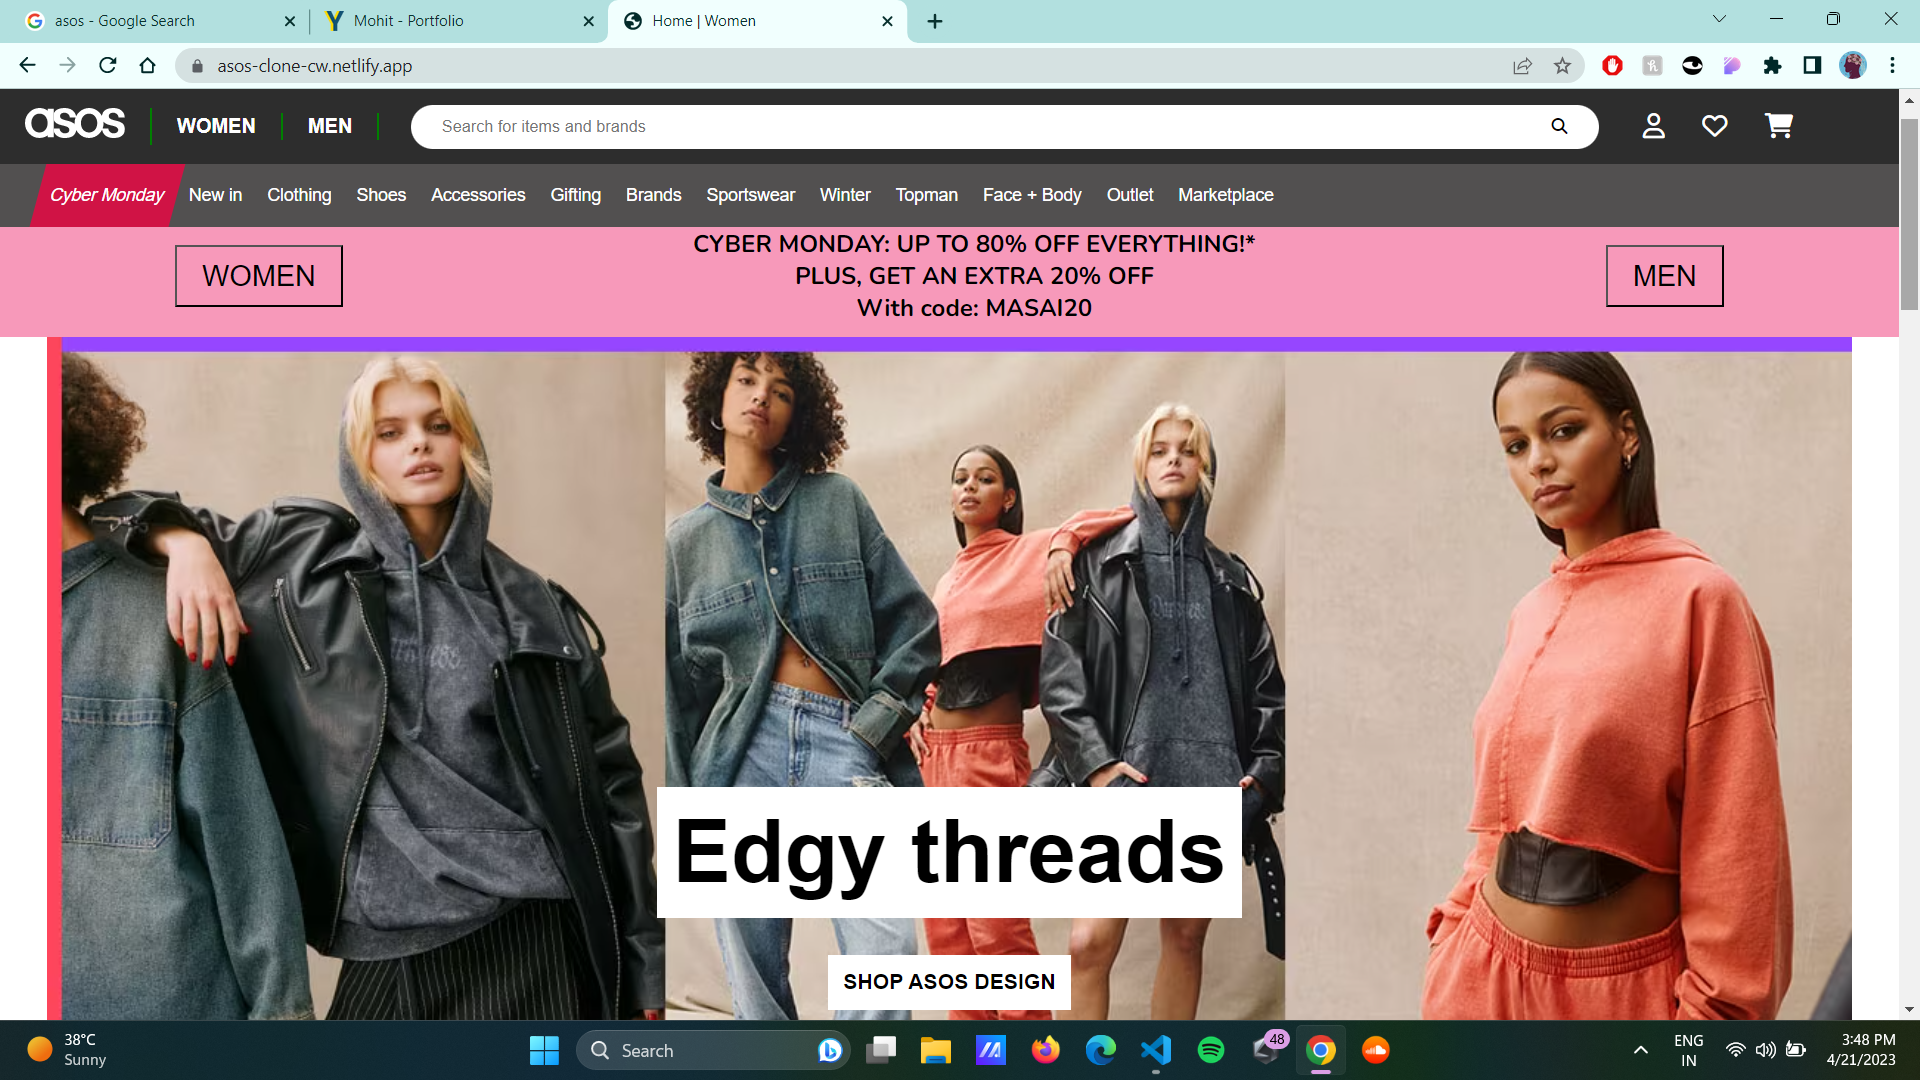 asos - Google Search
Mohit - Portfolio
Home | Women
asos-clone-cw.netlify.app
asos
WOMEN
MEN
Search for items and brands
Cyber Monday
New in
Clothing
Shoes
Accessories
Gifting
Brands
Sportswear
Winter
Topman
Face + Body
Outlet
Marketplace
WOMEN
CYBER MONDAY: UP TO 80% OFF EVERYTHING!*
PLUS, GET AN EXTRA 20% OFF
With code: MASAI20
MEN
Edgy threads
SHOP ASOS DESIGN
38°C
Sunny
Search
48
ENG
IN
3:48 PM
4/21/2023